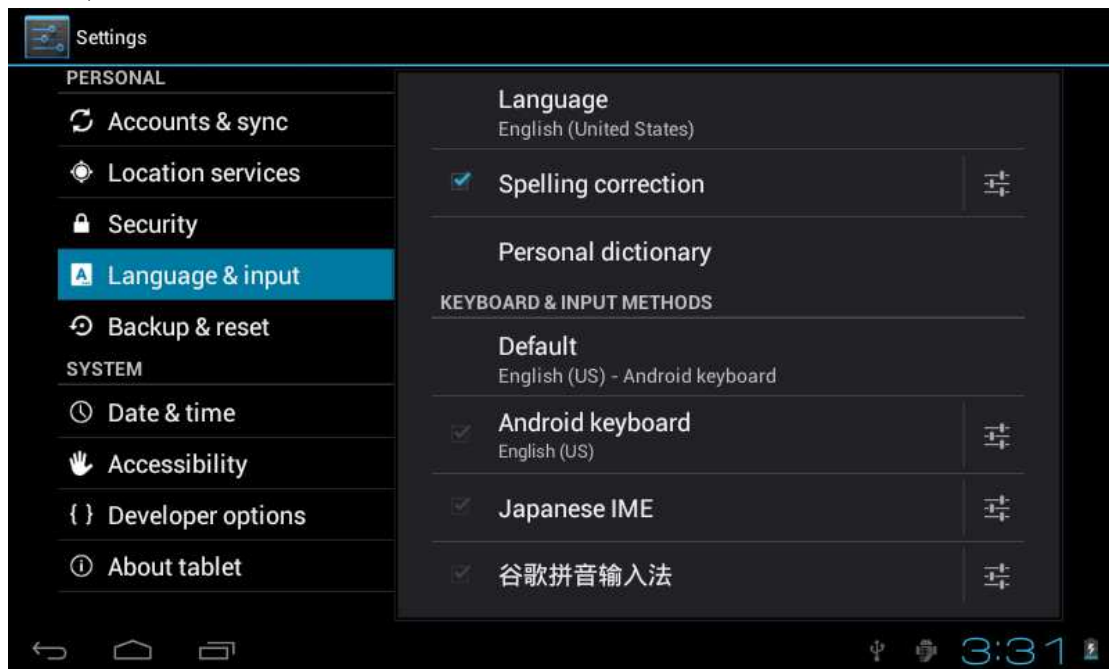 Settings
PERSONAL
Accounts & sync
Location services
Security
Language & input
Backup & reset
SYSTEM
Date & time
Accessibility
{ } Developer options
About tablet
Language
English (United States)
Spelling correction
Personal dictionary
KEYBOARD & INPUT METHODS
Default
English (US) - Android keyboard
Android keyboard
English (US)
Japanese IME
谷歌拼音输入法
3:31